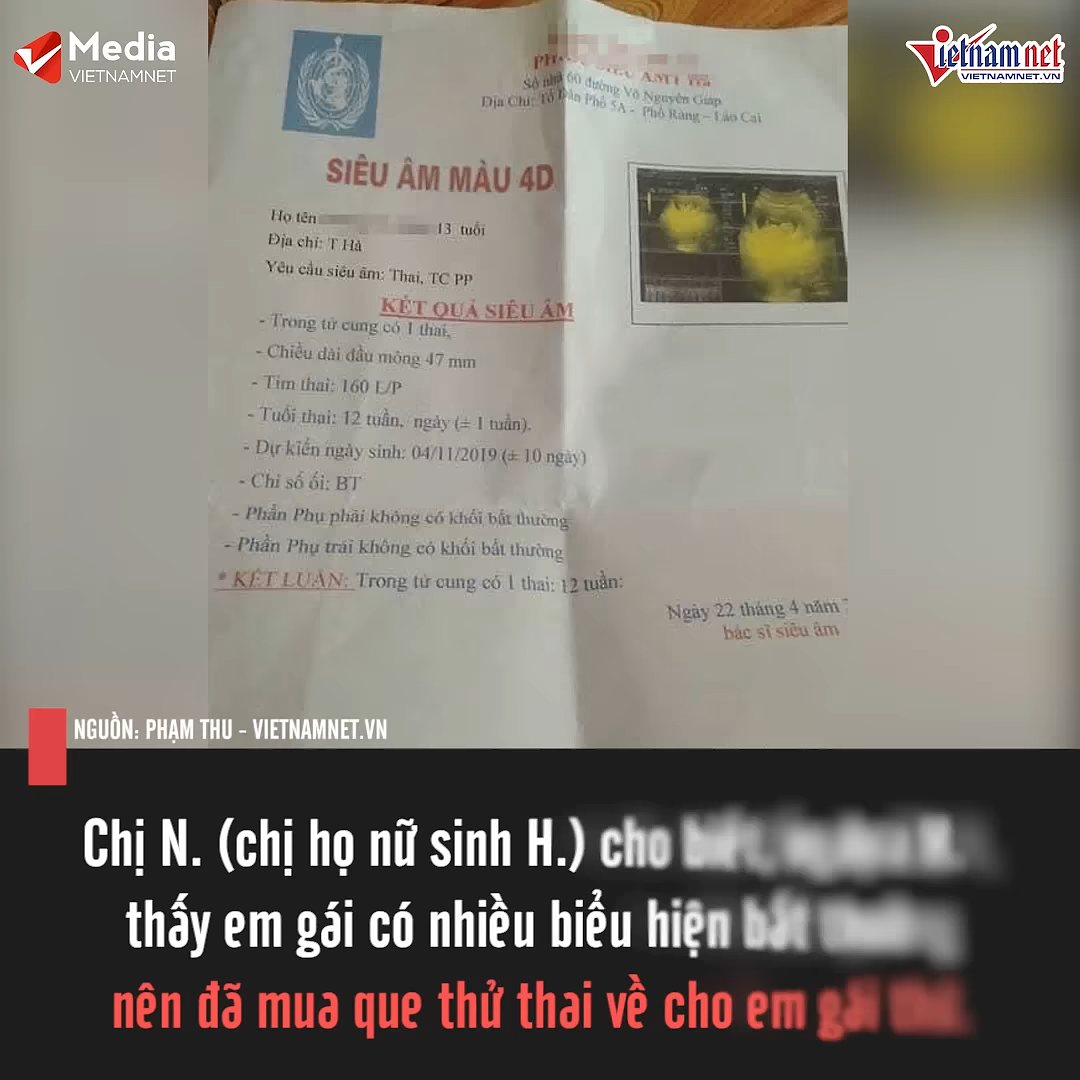 Media
VIETNAMNET
Vietnamnet
VIETNAMNET.VN
Số nhà 60 đường Võ Nguyên Giáp
Địa Chỉ: Tổ Dân Phố 5A - Phố Ràng – Lào Cai
SIÊU ÂM MÀU 4D
Họ tên 13 tuổi
Địa chỉ: T Hà
Yêu cầu siêu âm: Thai, TC PP
KẾT QUẢ SIÊU ÂM
- Trong tử cung có 1 thai,
- Chiều dài đầu mông 47 mm
- Tim thai: 160 L/P
- Tuổi thai: 12 tuần, ngày (± 1 tuần).
- Dự kiến ngày sinh: 04/11/2019 (± 10 ngày)
- Chỉ số ối: BT
- Phần Phụ phải không có khối bất thường
- Phần Phụ trái không có khối bất thường
* KẾT LUẬN: Trong tử cung có 1 thai: 12 tuần:
Ngày 22 tháng 4 năm
bác sĩ siêu âm
NGUỒN: PHẠM THU - VIETNAMNET.VN
Chị N. (chị họ nữ sinh H.) cho
thấy em gái có nhiều biểu hiện bất
nên đã mua que thử thai về cho em gái